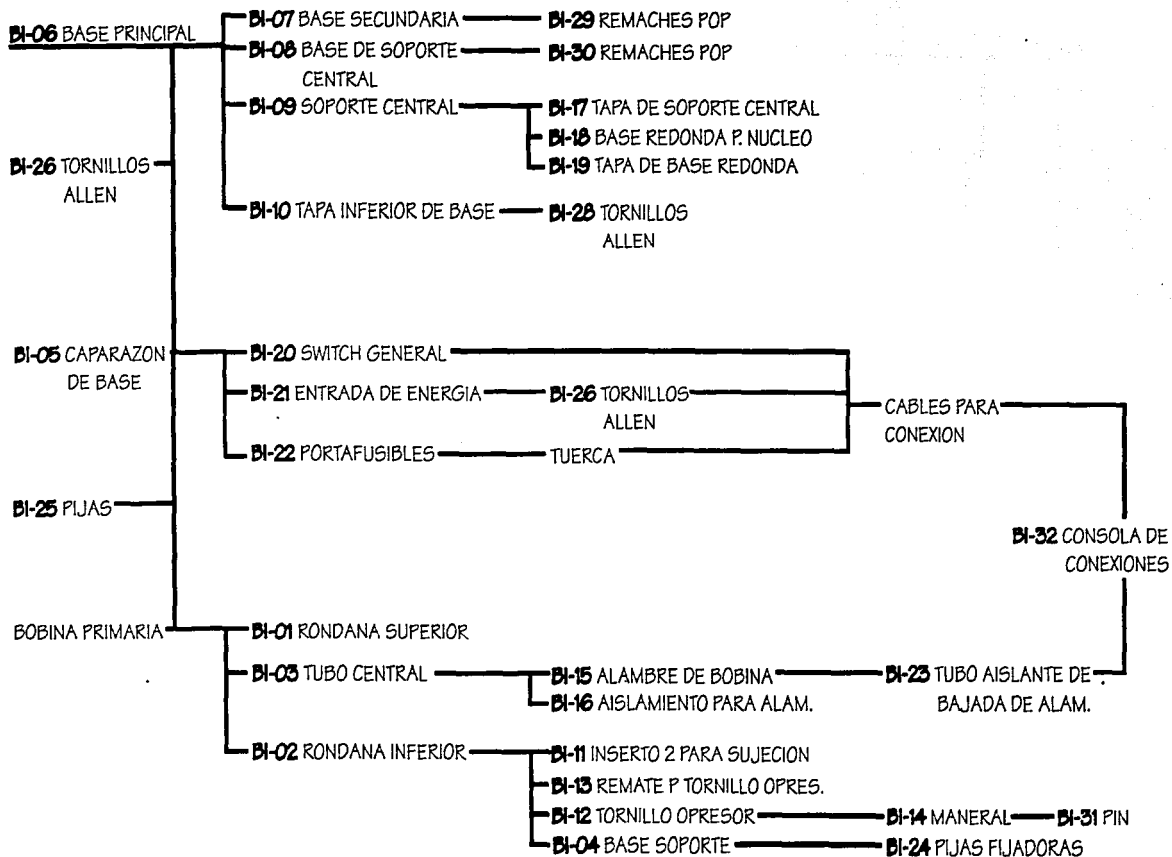 BI-06 BASE PRINCIPAL
BI-07 BASE SECUNDARIA
BI-29 REMACHES POP
BI-08 BASE DE SOPORTE
CENTRAL
BI-30 REMACHES POP
BI-09 SOPORTE CENTRAL
BI-17 TAPA DE SOPORTE CENTRAL
BI-18 BASE REDONDA P. NUCLEO
BI-19 TAPA DE BASE REDONDA
BI-26 TORNILLOS
ALLEN
BI-10 TAPA INFERIOR DE BASE
BI-28 TORNILLOS
ALLEN
BI-05 CAPARAZON
DE BASE
BI-20 SWITCH GENERAL
BI-21 ENTRADA DE ENERGIA
BI-26 TORNILLOS
ALLEN
BI-22 PORTAFUSIBLES
TUERCA
CABLES PARA
CONEXION
BI-25 PIJAS
BI-32 CONSOLA DE
CONEXIONES
BOBINA PRIMARIA
BI-01 RONDANA SUPERIOR
BI-03 TUBO CENTRAL
BI-15 ALAMBRE DE BOBINA
BI-16 AISLAMIENTO PARA ALAM.
BI-23 TUBO AISLANTE DE
BAJADA DE ALAM.
BI-02 RONDANA INFERIOR
BI-11 INSERTO 2 PARA SUJECION
BI-13 REMATE P TORNILLO OPRES.
BI-12 TORNILLO OPRESOR
BI-14 MANERAL
BI-31 PIN
BI-04 BASE SOPORTE
BI-24 PIJAS FIJADORAS